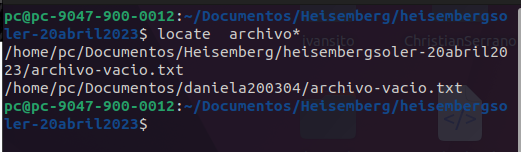 pc@pc-9047-900-0012:~/Documentos/Heisemberg/heisembergso
ler-20abril2023$ locate  archivo*
/home/pc/Documentos/Heisemberg/heisembergsoler-20abril20
23/archivo-vacio.txt
/home/pc/Documentos/daniela200304/archivo-vacio.txt
pc@pc-9047-900-0012:~/Documentos/Heisemberg/heisembergso
ler-20abril2023$
ivansito
ChristianSerrano